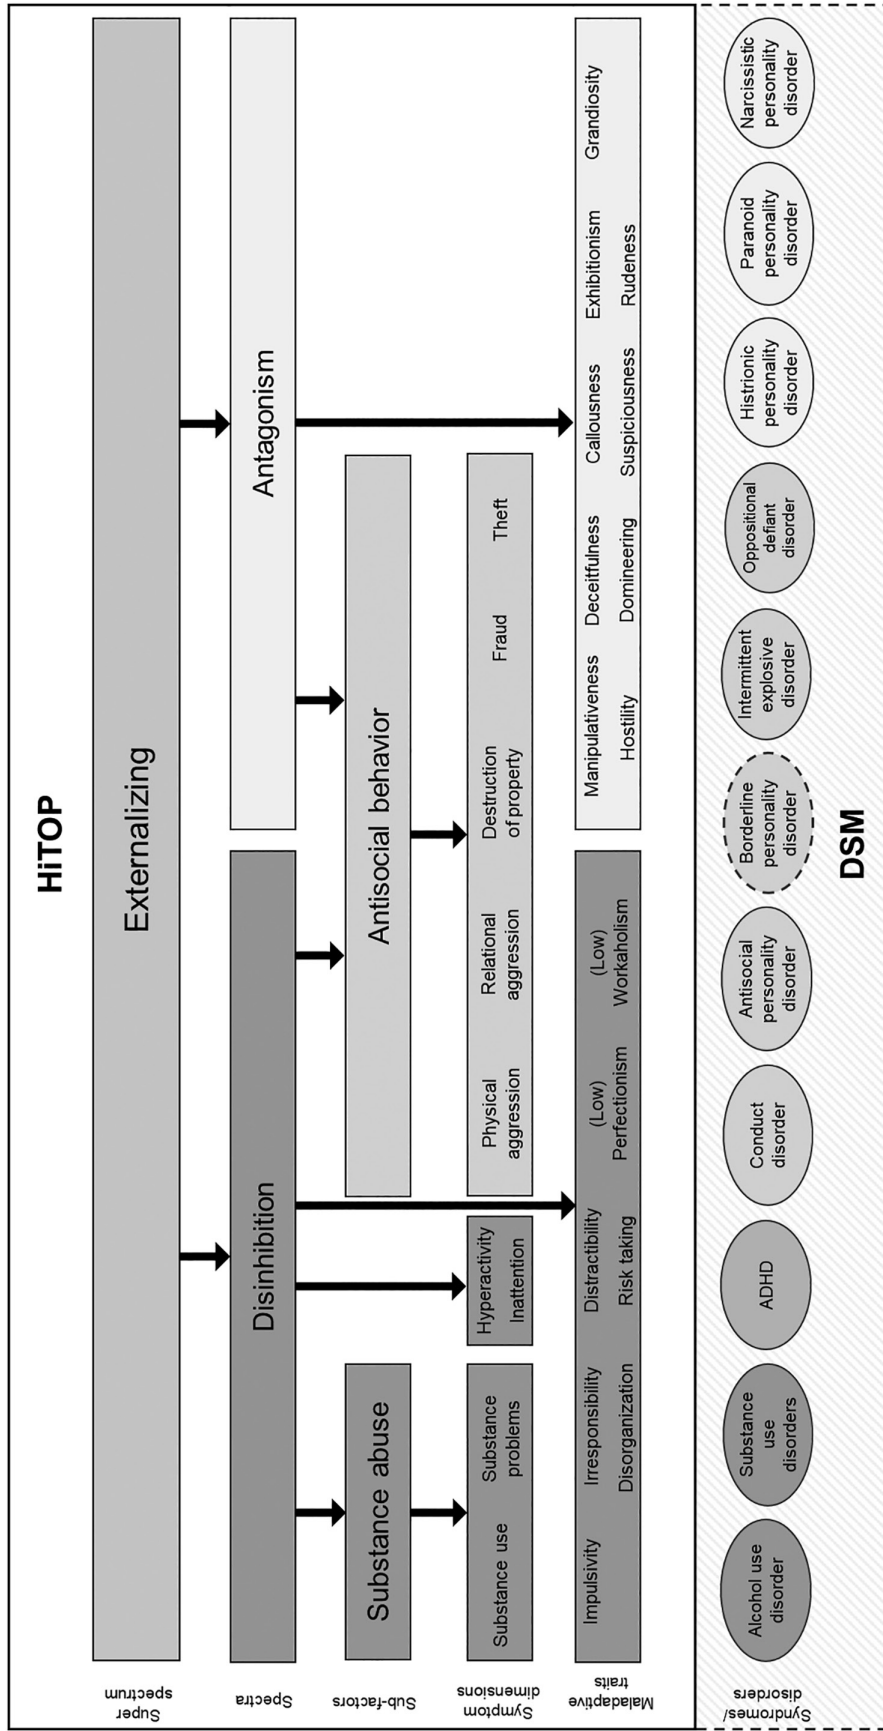 HiTOP
Super
spectrum
Externalizing
Spectra
Disinhibition
Antagonism
Sub-factors
Substance abuse
Antisocial behavior
Symptom
dimensions
Substance use
Substance
problems
Hyperactivity
Inattention
Physical
aggression
Relational
aggression
Destruction
of property
Fraud
Theft
Maladaptive
traits
Impulsivity
Irresponsibility
Distractibility
(Low)
Perfectionism
(Low)
Workaholism
Disorganization
Risk taking
Manipulativeness
Deceitfulness
Callousness
Exhibitionism
Grandiosity
Hostility
Domineering
Suspiciousness
Rudeness
Syndromes/
disorders
Alcohol use
disorder
Substance
use
disorders
ADHD
Conduct
disorder
Antisocial
personality
disorder
Borderline
personality
disorder
Intermittent
explosive
disorder
Oppositional
defiant
disorder
Histrionic
personality
disorder
Paranoid
personality
disorder
Narcissistic
personality
disorder
DSM